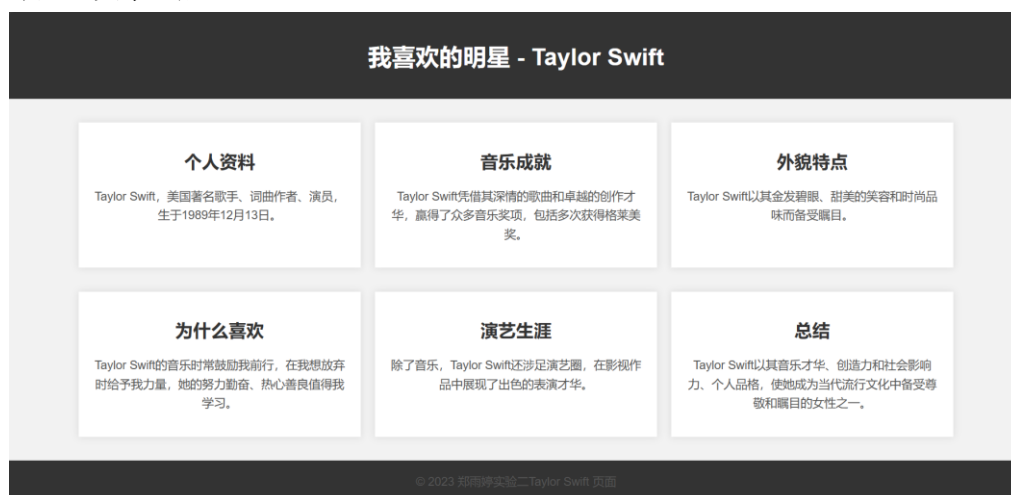 我喜欢的明星 - Taylor Swift
个人资料
Taylor Swift，美国著名歌手、词曲作者、演员，
生于1989年12月13日。
音乐成就
Taylor Swift凭借其深情的歌曲和卓越的创作才
华，赢得了众多音乐奖项，包括多次获得格莱美
奖。
外貌特点
Taylor Swift以其金发碧眼、甜美的笑容和时尚品
味而备受瞩目。
为什么喜欢
Taylor Swift的音乐时常鼓励我前行，在我想放弃
时给予我力量，她的努力勤奋、热心善良值得我
学习。
演艺生涯
除了音乐，Taylor Swift还涉足演艺圈，在影视作
品中展现了出色的表演才华。
总结
Taylor Swift以其音乐才华、创造力和社会影响
力、个人品格，使她成为当代流行文化中备受尊
敬和瞩目的女性之一。
© 2023 郑雨婷实验二Taylor Swift 页面